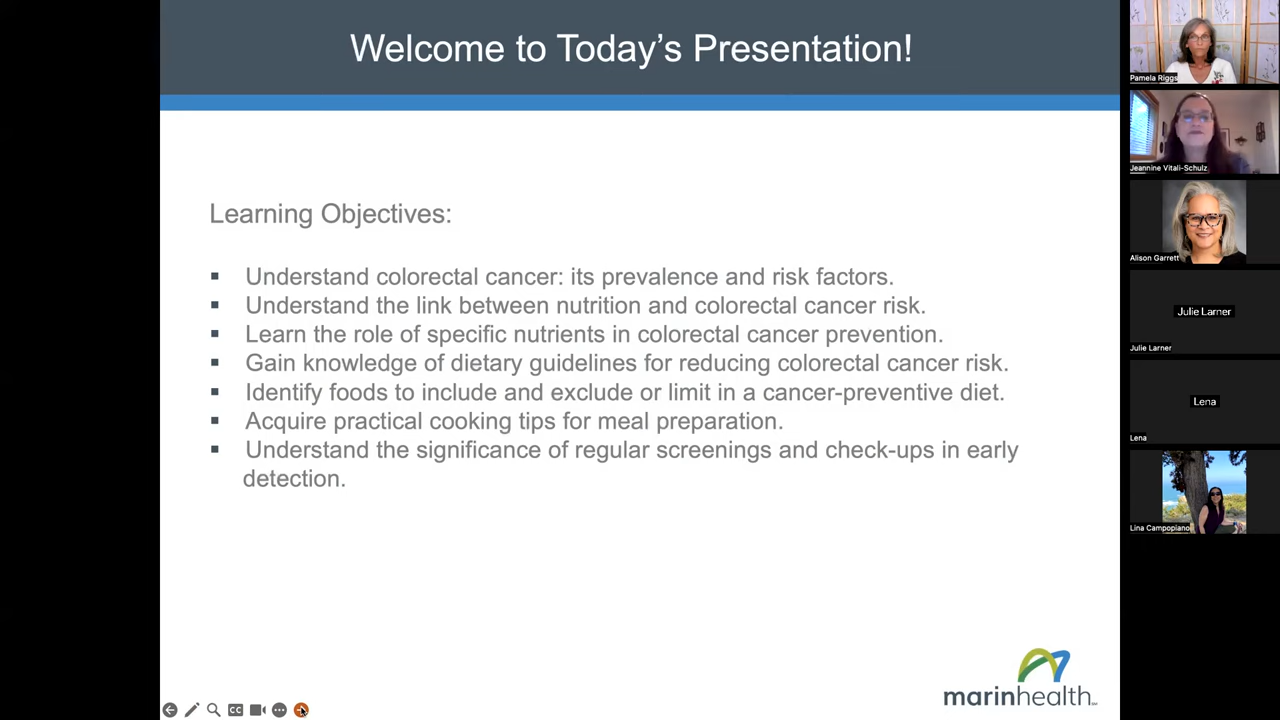 Welcome to Today's Presentation!
Learning Objectives:
▪ Understand colorectal cancer: its prevalence and risk factors.
▪ Understand the link between nutrition and colorectal cancer risk.
▪ Learn the role of specific nutrients in colorectal cancer prevention.
▪ Gain knowledge of dietary guidelines for reducing colorectal cancer risk.
▪ Identify foods to include and exclude or limit in a cancer-preventive diet.
▪ Acquire practical cooking tips for meal preparation.
▪ Understand the significance of regular screenings and check-ups in early
detection.
marinhealth℠
CC
Pamela Riggs
Jeannine Vitali-Schulz
Alison Garrett
Julie Larner
Julie Larner
Lena
Lena
Lina Campopiano